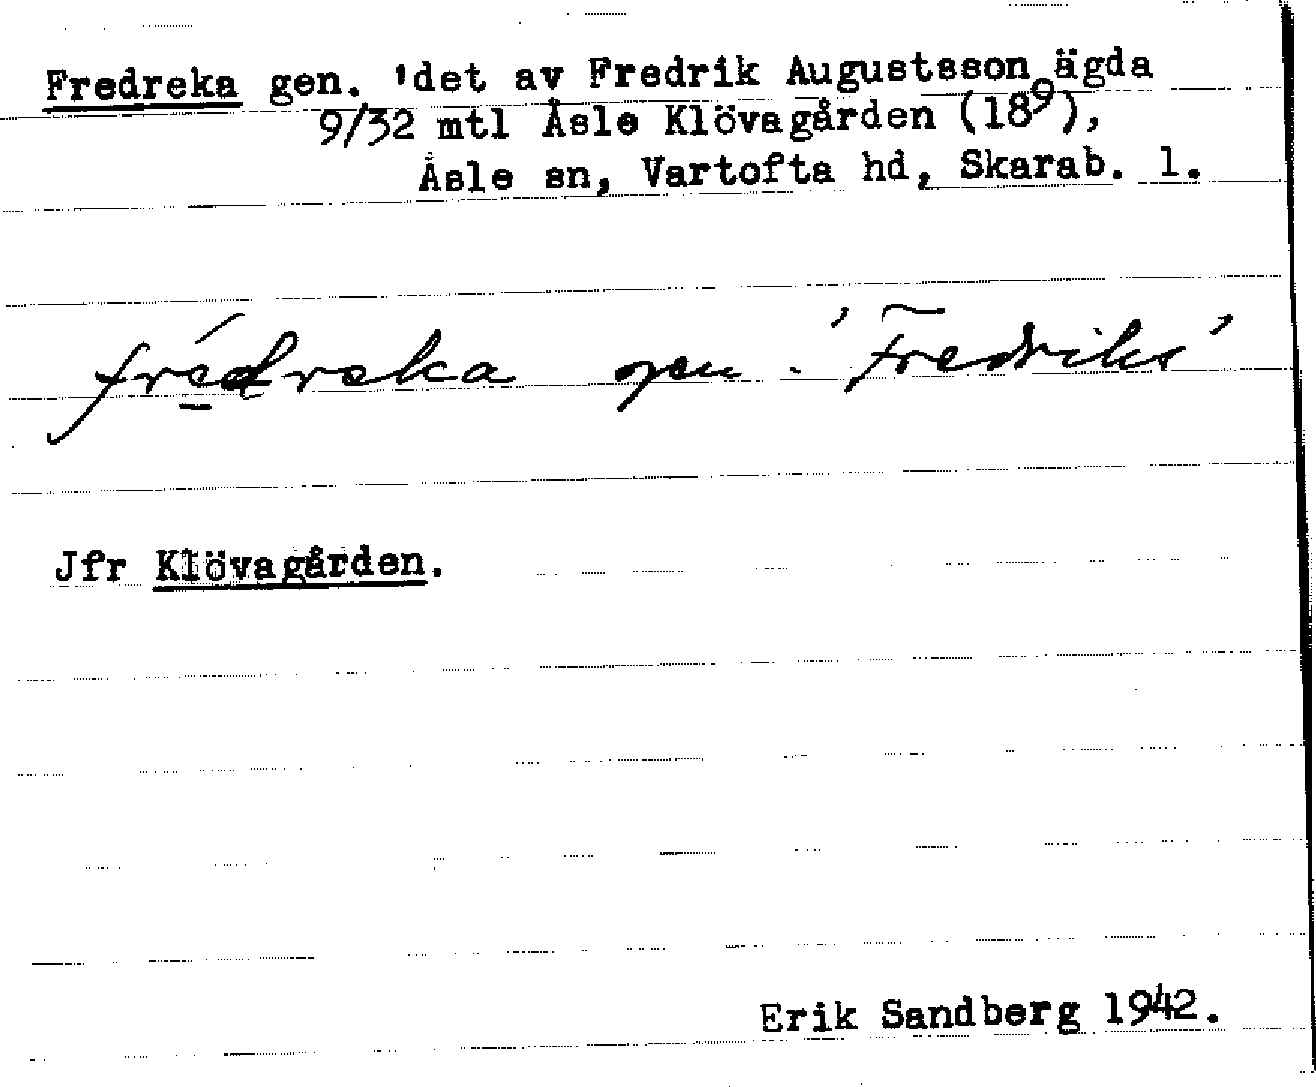 Fredreka gen. 'det av Fredrik Augustsson ägda
9/32 mtl Åsle Klövagården (18⁹),
Åsle sn, Vartofta hd, Skarab. l.
frédreka gen. 'Fredriks'
Jfr Klövagården.
Erik Sandberg 1942.